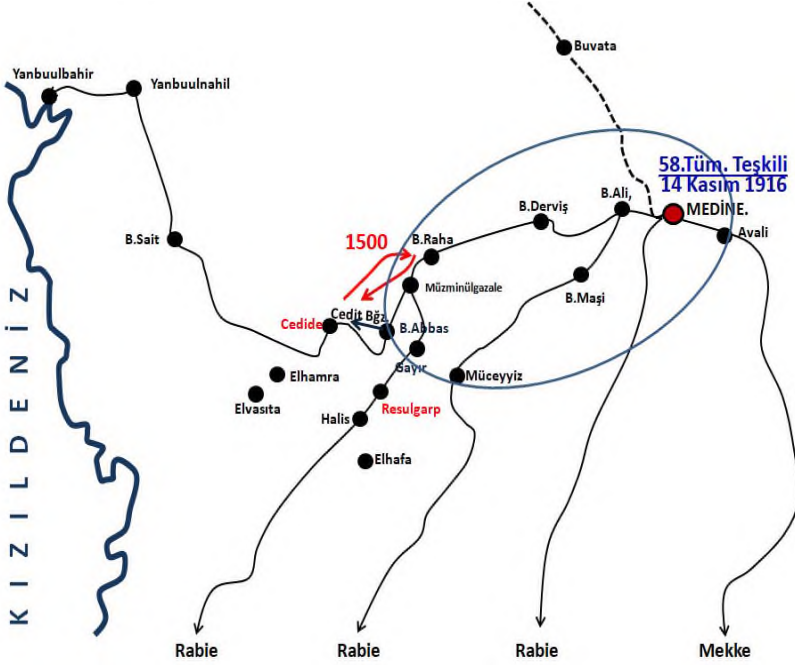 Buvata
Yanbuulbahir
Yanbuulnahil
58.Tüm. Teşkili
14 Kasım 1916
B.Ali,
MEDİNE.
B.Derviş
Avali
B.Sait
1500
B.Raha
Müzminülgazale
B.Maşi
Cedide
Cedit Bğz.
B.Abbas
Gayır
Elhamra
Müceyyiz
Elvasıta
Resulgarp
Halis
Elhafa
KIZILDENİZ
Rabie
Rabie
Rabie
Mekke